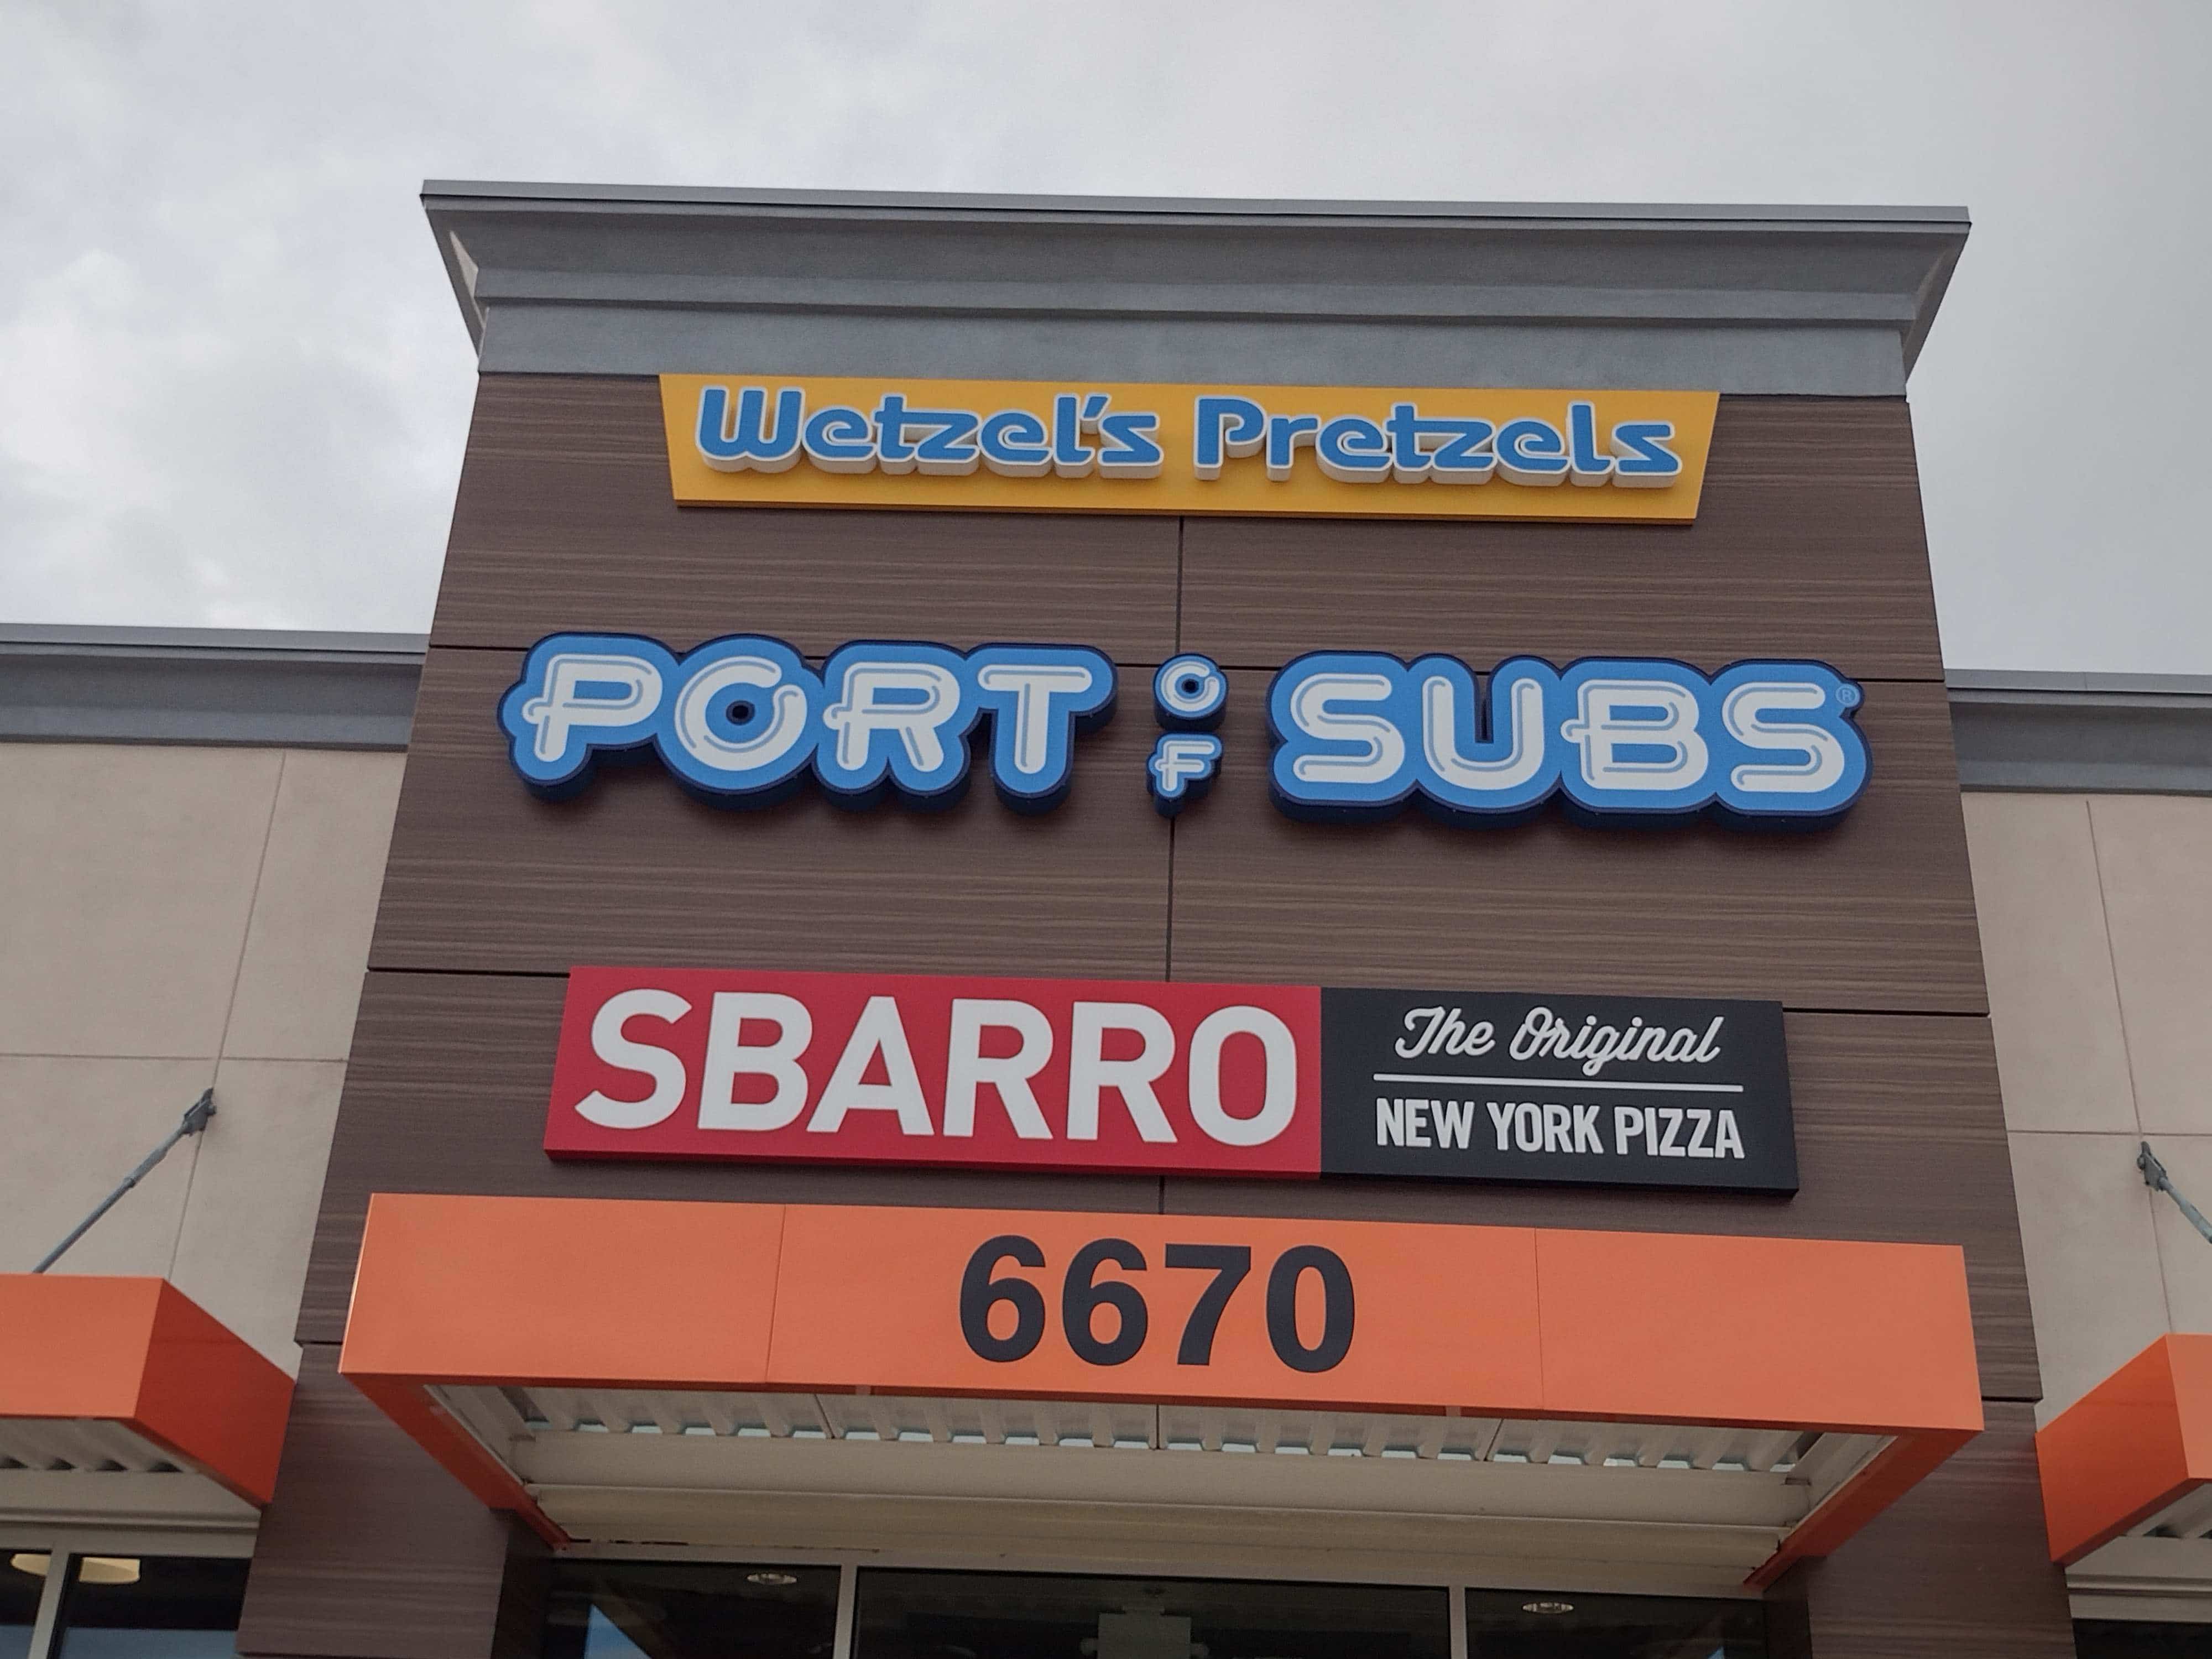 Wetzel's Pretzels
PORT OF SUBS®
SBARRO
The Original
NEW YORK PIZZA
6670